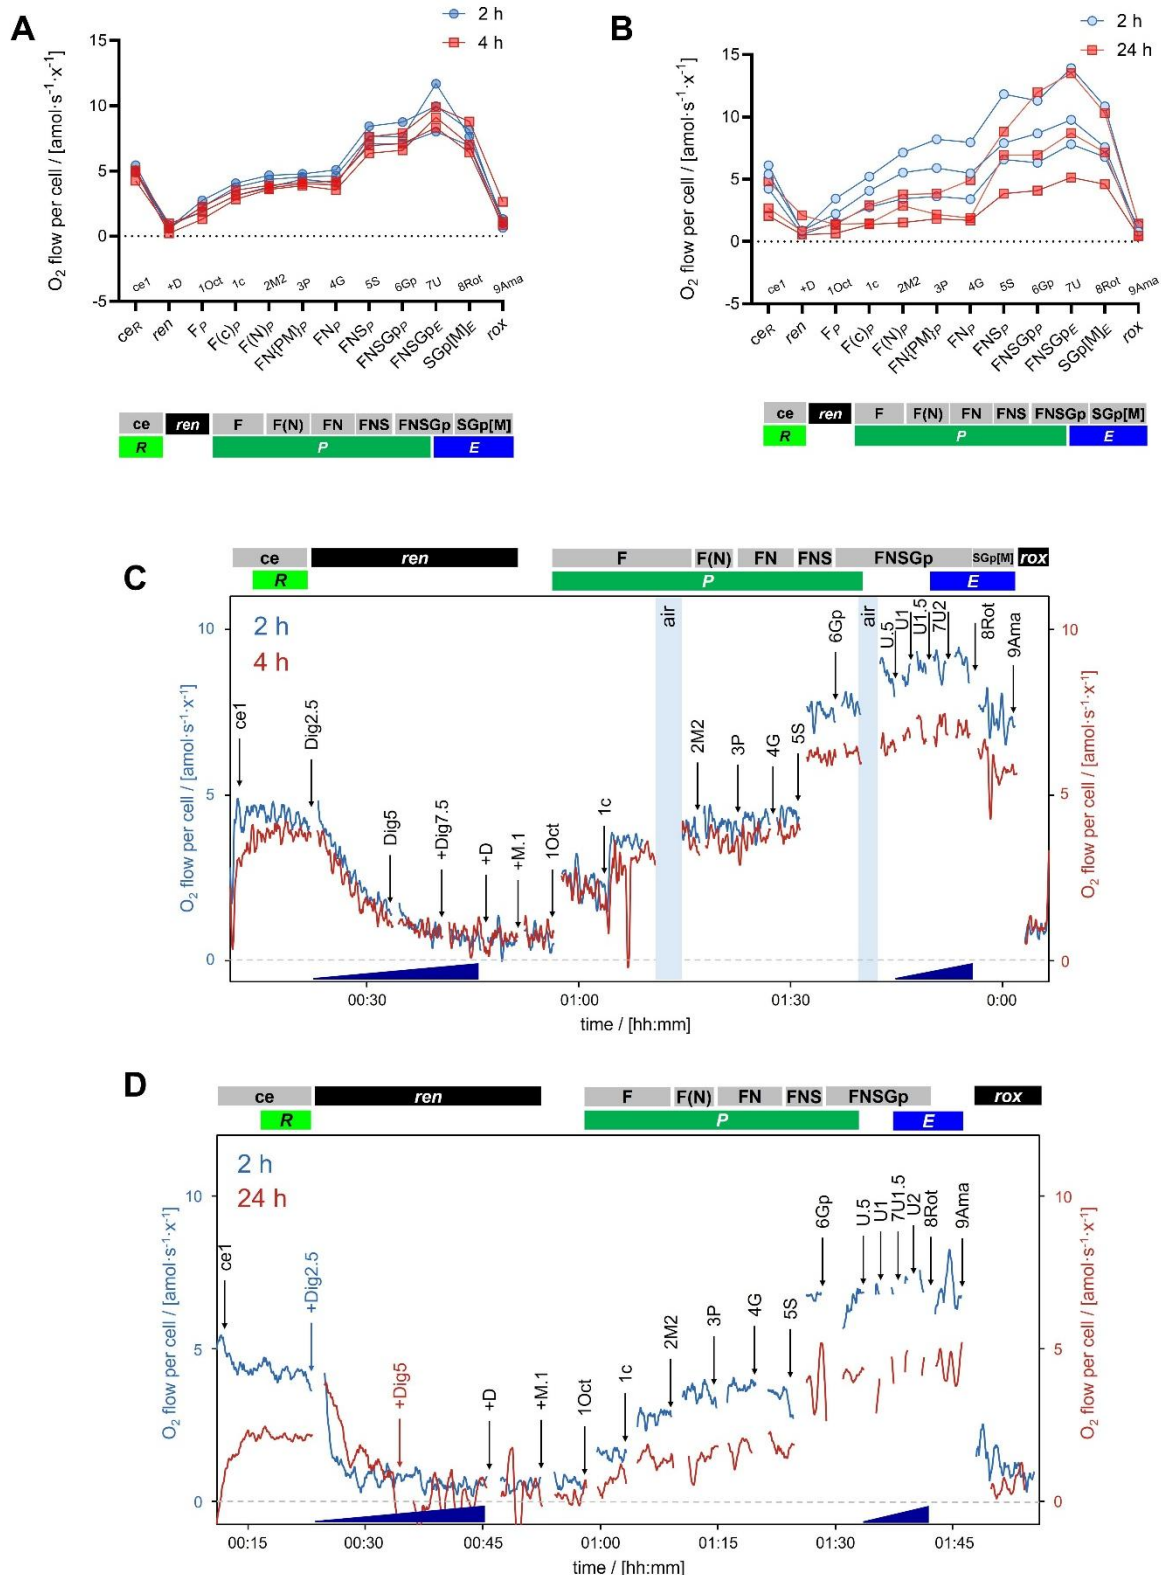 A
2 h
4 h
O2 flow per cell / [amol·s-1·x-1]
15
10
5
0
-5
ce1 +D 1Oct 1c 2M2 3P 4G 5S 6Gp 7U 8Rot 9Ama
ceR ren FP F(c)P F(N)P FN{PM}P FNP FNSP FNSGpP FNSGpE SGp[M]E rox
ce ren F F(N) FN FNS FNSGp SGp[M]
R P E
B
2 h
24 h
O2 flow per cell / [amol·s-1·x-1]
15
10
5
0
-5
ce1 +D 1Oct 1c 2M2 3P 4G 5S 6Gp 7U 8Rot 9Ama
ceR ren FP F(c)P F(N)P FN{PM}P FNP FNSP FNSGpP FNSGpE SGp[M]E rox
ce ren F F(N) FN FNS FNSGp SGp[M]
R P E
C
ce ren F F(N) FN FNS FNSGp SGp[M] rox
R P E
2 h
4 h
air
air
O2 flow per cell / [amol·s-1·x-1]
10
5
0
ce1 Dig2.5 Dig5 +Dig7.5 +D +M.1 1Oct 1c 2M2 3P 4G 5S 6Gp U.5 U1 U1.5 7U2 8Rot 9Ama
10
5
0
O2 flow per cell / [amol·s-1·x-1]
00:30 01:00 01:30 0:00
time / [hh:mm]
D
ce ren F F(N) FN FNS FNSGp rox
R P E
2 h
24 h
O2 flow per cell / [amol·s-1·x-1]
10
5
0
ce1 +Dig2.5 +Dig5 +D +M.1 1Oct 1c 2M2 3P 4G 5S 6Gp U.5 U1 7U1.5 U2 8Rot 9Ama
10
5
0
O2 flow per cell / [amol·s-1·x-1]
00:15 00:30 00:45 01:00 01:15 01:30 01:45
time / [hh:mm]